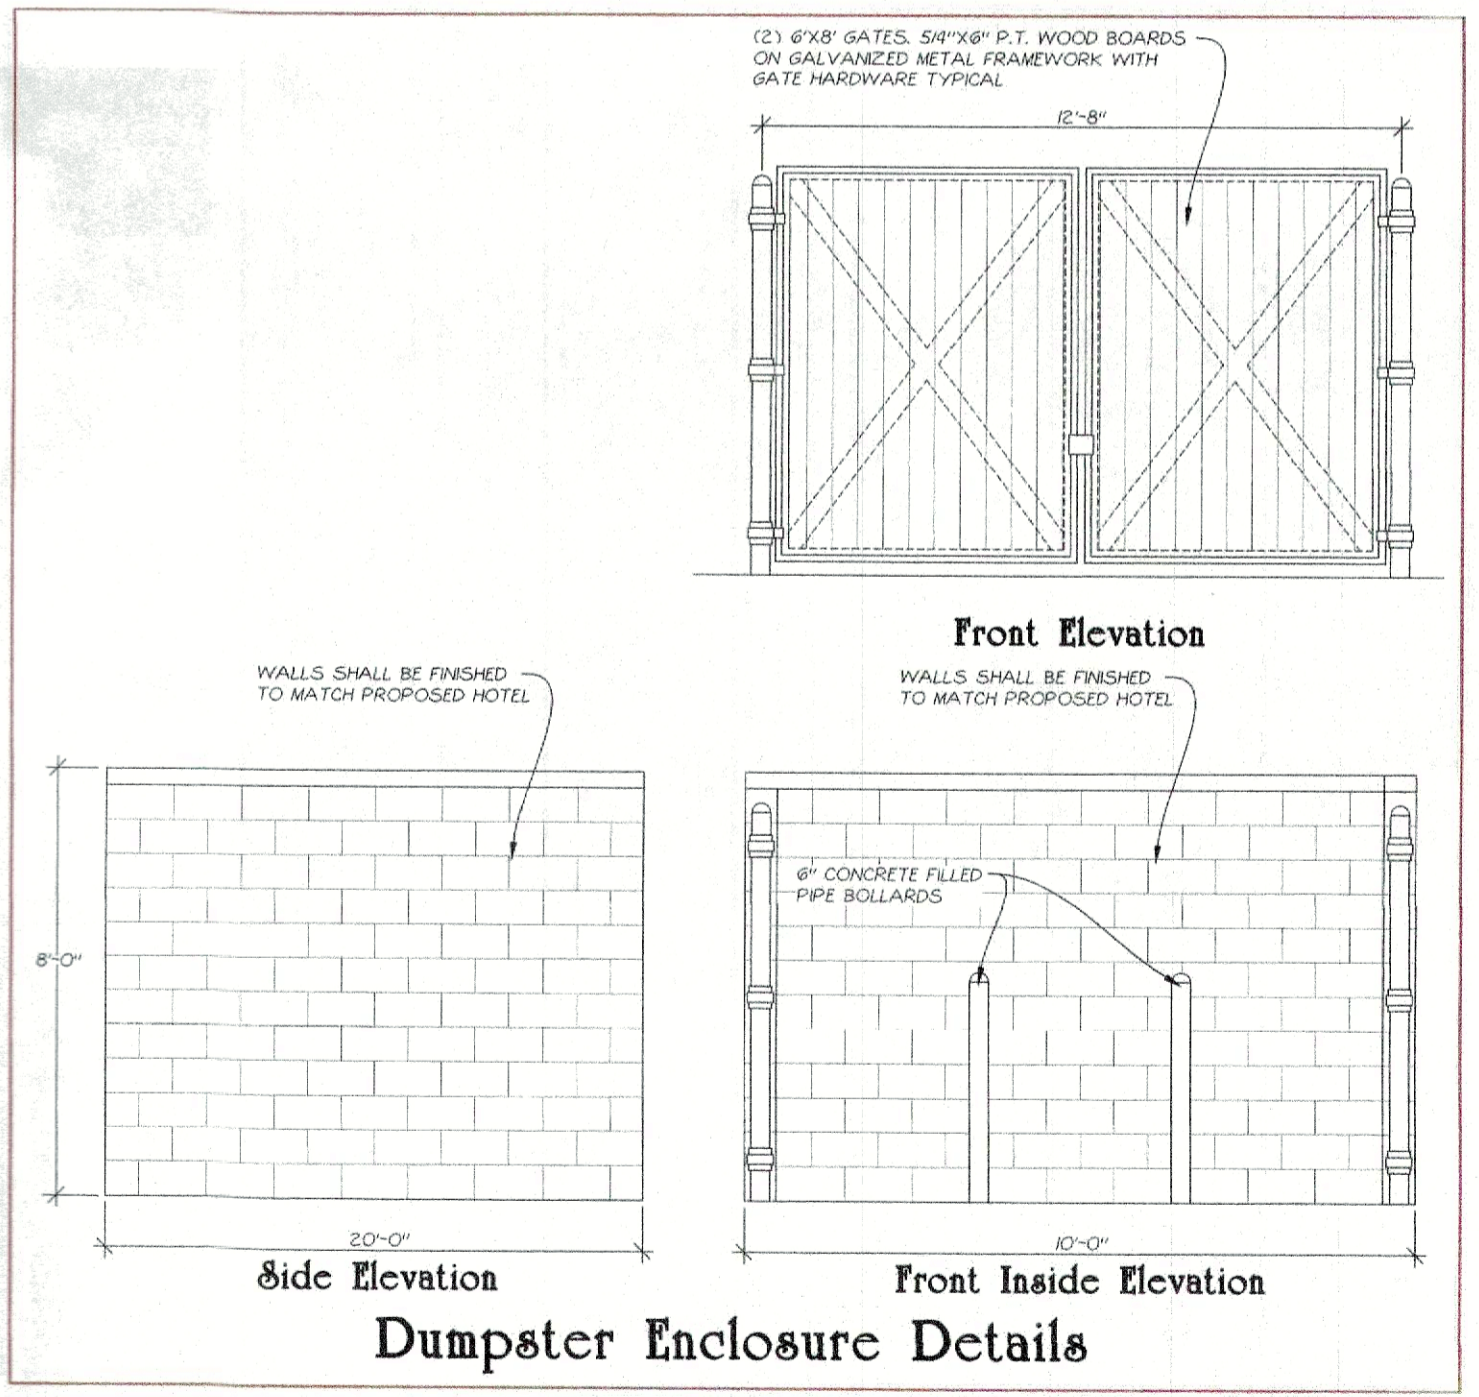 (2) 6'X8' GATES. 5/4"X6" P.T. WOOD BOARDS
ON GALVANIZED METAL FRAMEWORK WITH
GATE HARDWARE TYPICAL
12'-8"
Front Elevation
WALLS SHALL BE FINISHED
TO MATCH PROPOSED HOTEL
8'-0"
20'-0"
Side Elevation
WALLS SHALL BE FINISHED
TO MATCH PROPOSED HOTEL
6" CONCRETE FILLED
PIPE BOLLARDS
10'-0"
Front Inside Elevation
Dumpster Enclosure Details